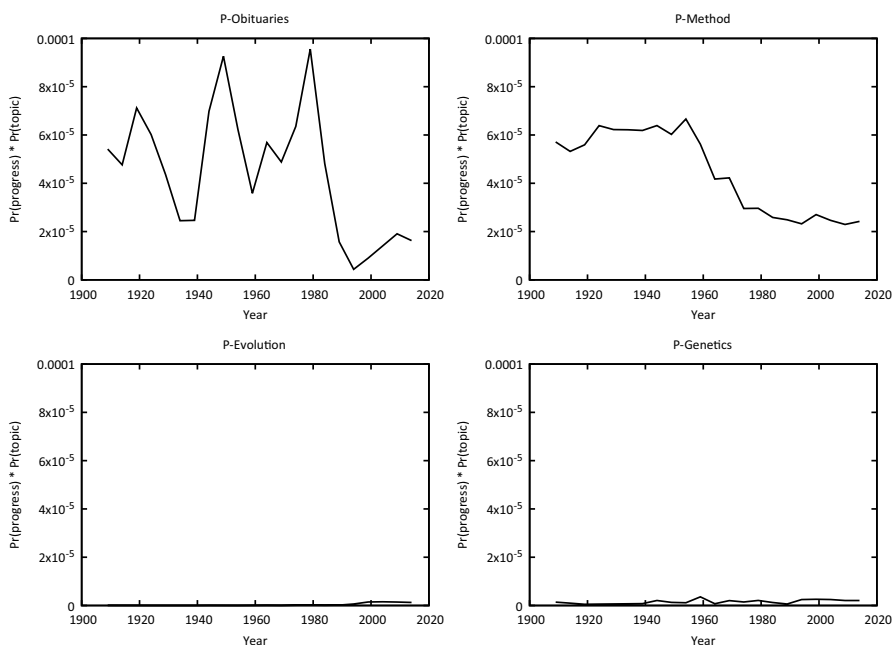 P-Obituaries
0.0001
8x10-5
6x10-5
4x10-5
2x10-5
0
1900 1920 1940 1960 1980 2000 2020
Year
Pr(progress) * Pr(topic)
P-Method
0.0001
8x10-5
6x10-5
4x10-5
2x10-5
0
1900 1920 1940 1960 1980 2000 2020
Year
Pr(progress) * Pr(topic)
P-Evolution
0.0001
8x10-5
6x10-5
4x10-5
2x10-5
0
1900 1920 1940 1960 1980 2000 2020
Year
Pr(progress) * Pr(topic)
P-Genetics
0.0001
8x10-5
6x10-5
4x10-5
2x10-5
0
1900 1920 1940 1960 1980 2000 2020
Year
Pr(progress) * Pr(topic)